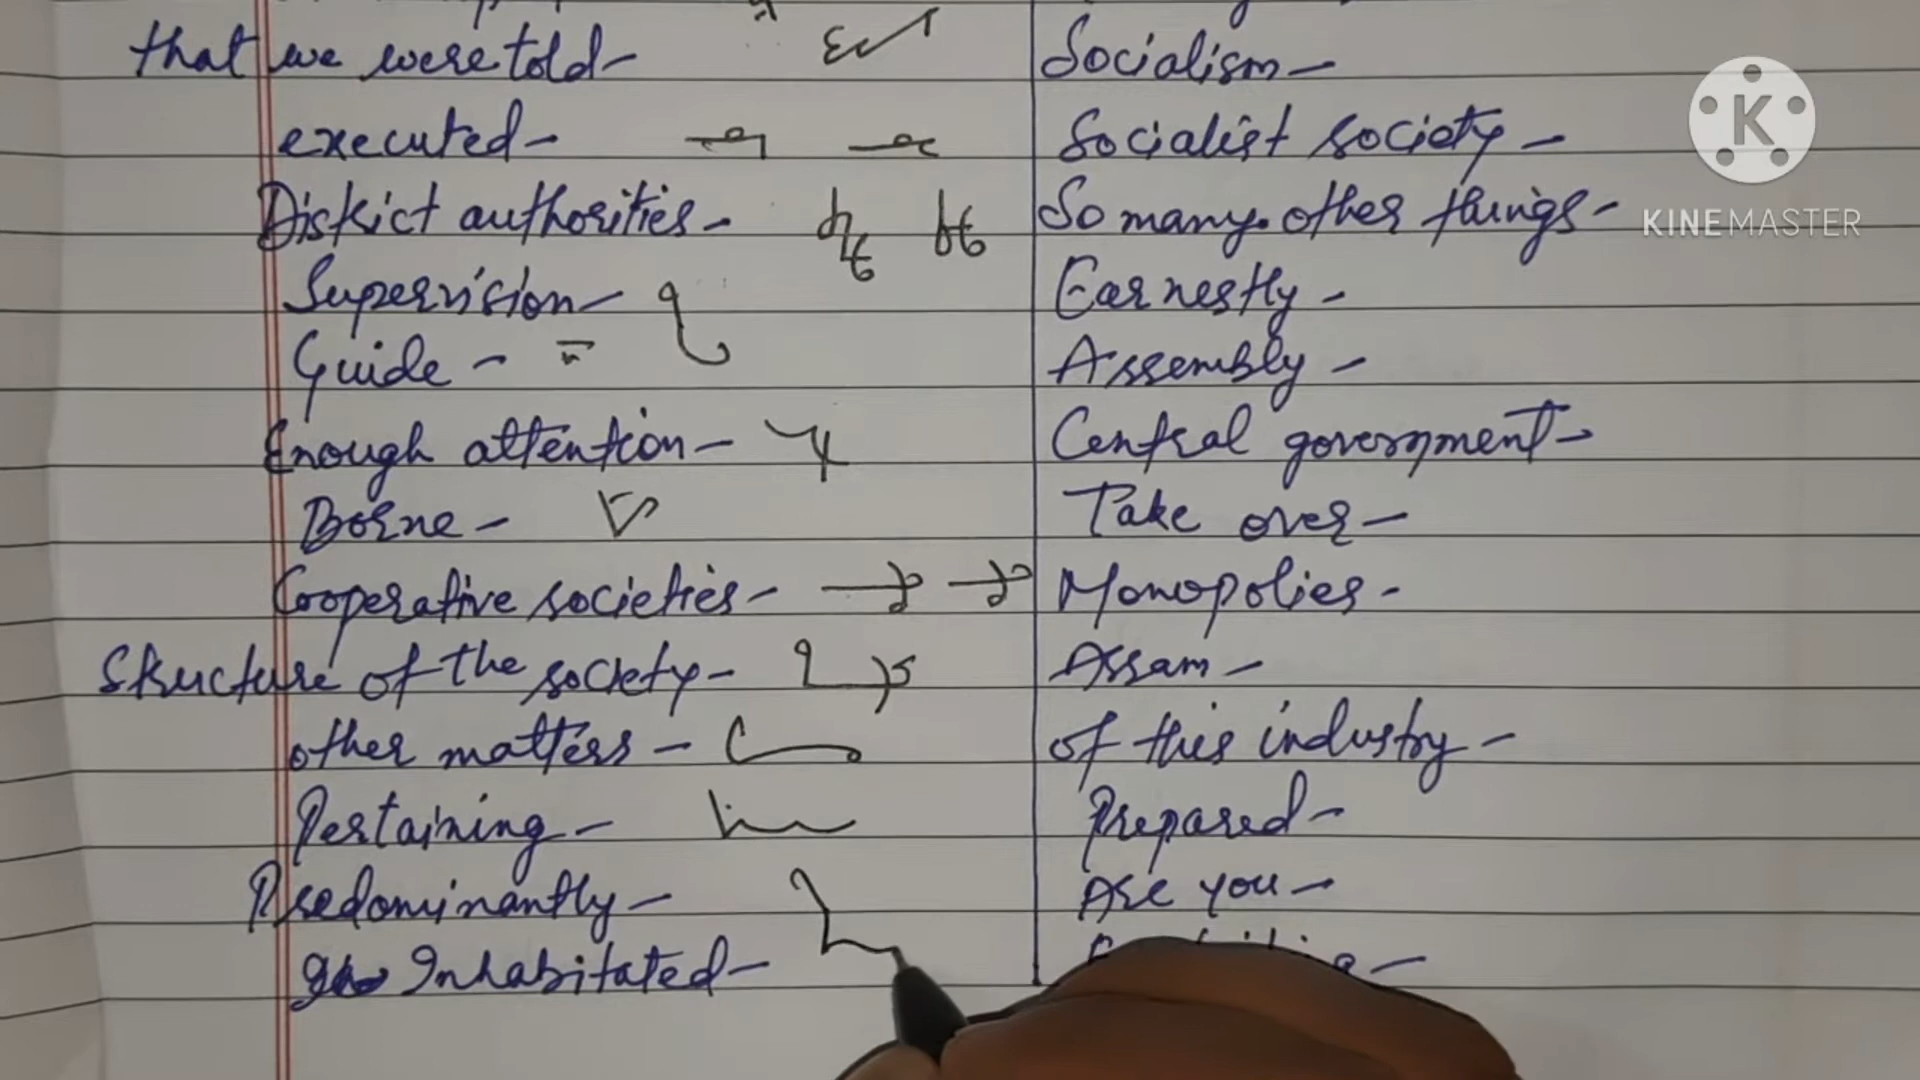 that we were told-
executed-
District authorities-
Supervision-
Guide-
Enough attention-
Borne-
Cooperative societies-
Structure of the society-
other matters-
Pertaining-
Predominantly-
Inhabitated-
Socialism-
Socialist society-
So many other things-
Earnestly-
Assembly-
Central government-
Take over-
Monopolies-
Assam-
of this industry-
Prepared-
Are you-
K
KINEMASTER